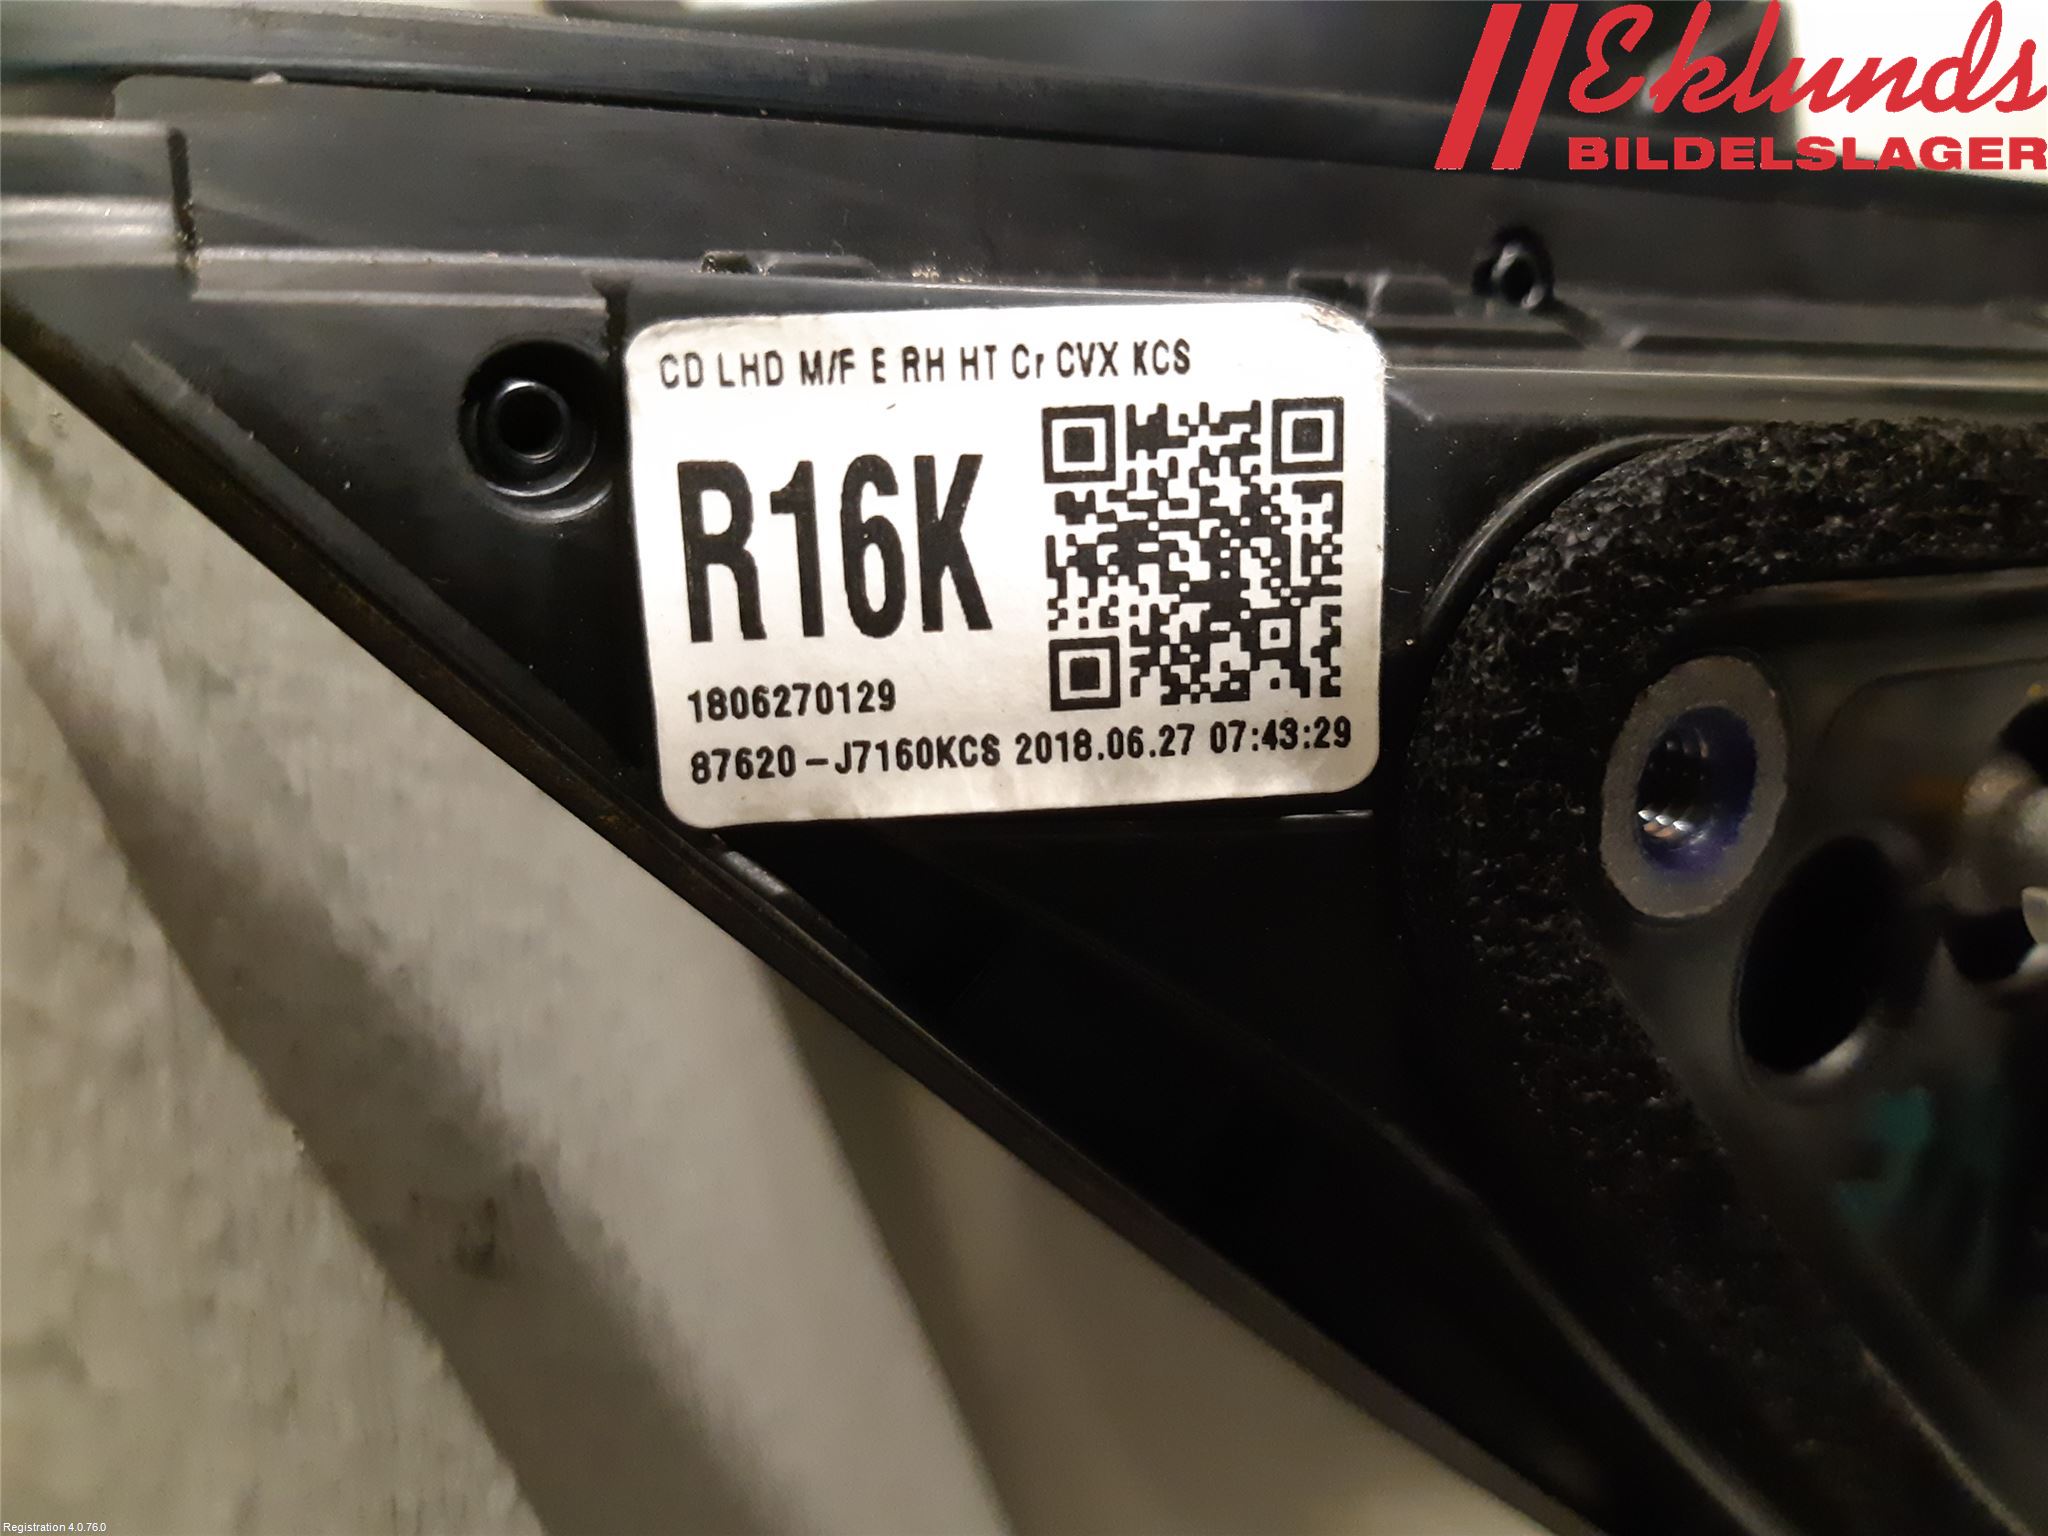 Eklunds
BILDELSLAGER
CD LHD M/F E RH HT Cr CVX KCS
R16K
1806270129
87620-J7160KCS 2018.06.27 07:43:29
Registration 4.0.76.0